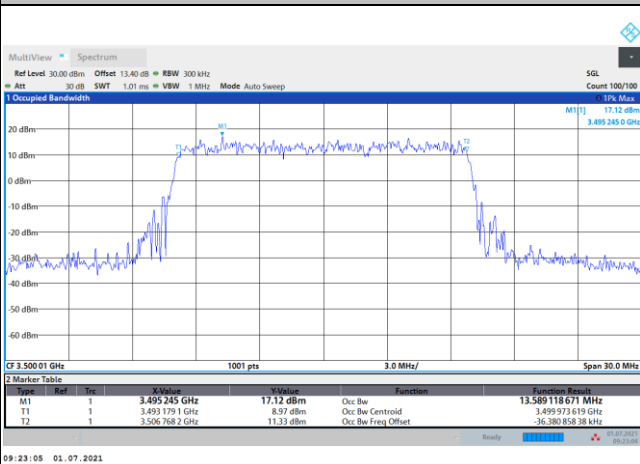 MultiView Spectrum
Ref Level 30.00 dBm Offset 13.40 dB RBW 300 kHz SGL
Att 30 dB SWT 1.01 ms VBW 1 MHz Mode Auto Sweep Count 100/100
1 Occupied Bandwidth 1Pk Max
M1[1] 17.12 dBm
3.495 245 0 GHz
M1
20 dBm
T1
T2
10 dBm
0 dBm
-10 dBm
-20 dBm
-30 dBm
-40 dBm
-50 dBm
-60 dBm
CF 3.500 01 GHz 1001 pts 3.0 MHz/ Span 30.0 MHz
2 Marker Table
Type Ref Trc X-Value Y-Value Function Function Result
M1 1 3.495 245 GHz 17.12 dBm Occ Bw 13.589 118 671 MHz
T1 1 3.493 179 1 GHz 8.97 dBm Occ Bw Centroid 3.499 973 619 GHz
T2 1 3.506 768 2 GHz 11.33 dBm Occ Bw Freq Offset -36.380 858 38 kHz
Ready 01.07.2021
09:23:04
09:23:05 01.07.2021